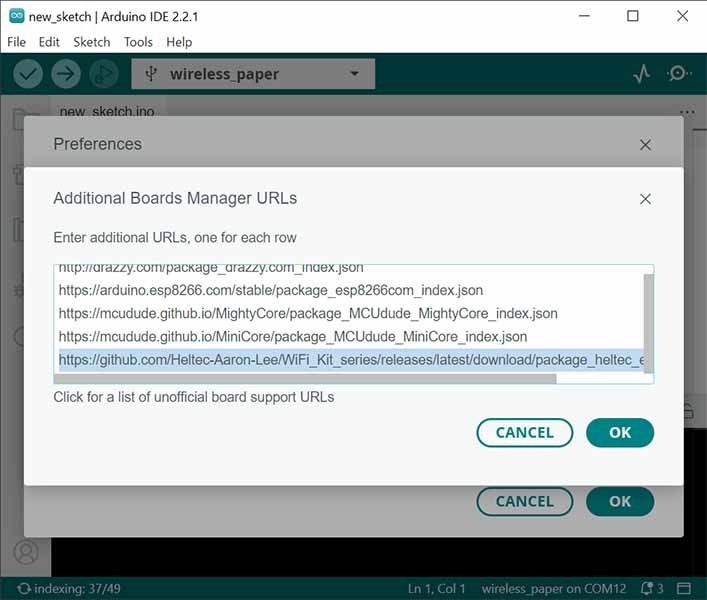 new_sketch | Arduino IDE 2.2.1
File Edit Sketch Tools Help
wireless_paper
new_sketch.ino
Preferences
Additional Boards Manager URLs
Enter additional URLs, one for each row
http://drazzy.com/package_drazzy.com_index.json
https://arduino.esp8266.com/stable/package_esp8266com_index.json
https://mcudude.github.io/MightyCore/package_MCUdude_MightyCore_index.json
https://mcudude.github.io/MiniCore/package_MCUdude_MiniCore_index.json
https://github.com/Heltec-Aaron-Lee/WiFi_Kit_series/releases/latest/download/package_heltec_e
Click for a list of unofficial board support URLs
CANCEL OK
CANCEL OK
indexing: 37/49 Ln 1, Col 1 wireless_paper on COM12 3